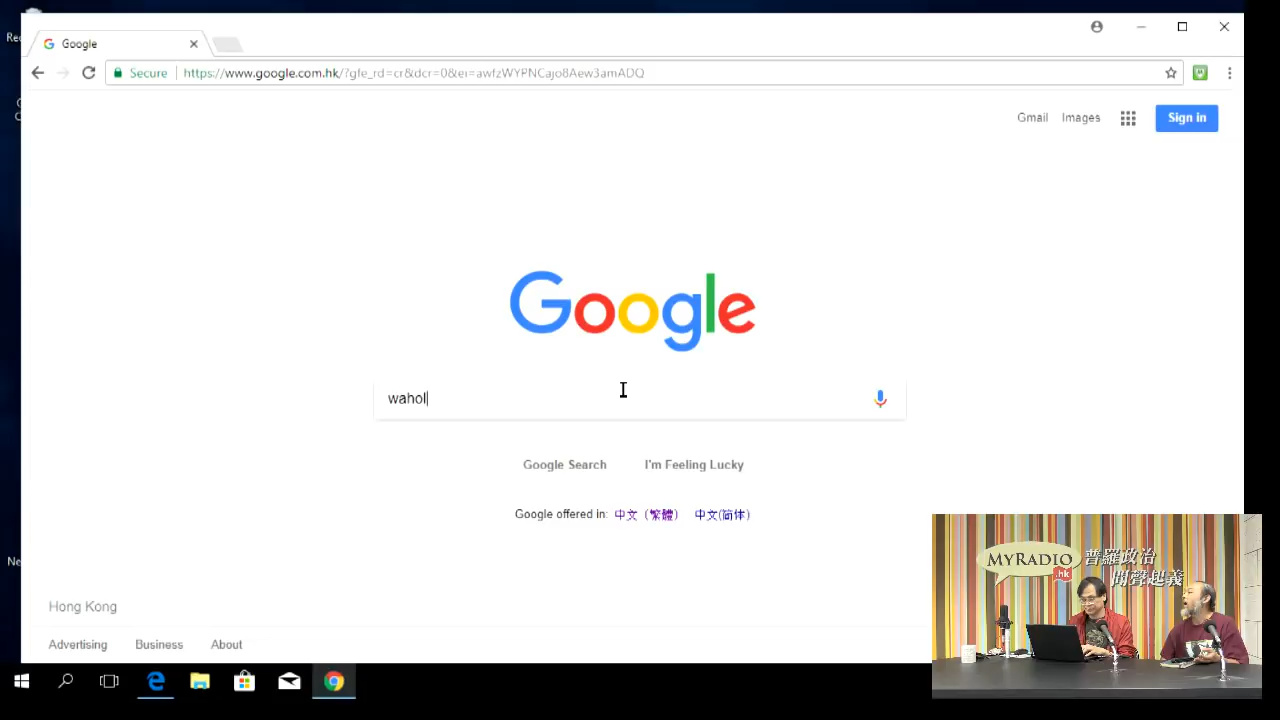 Google
Secure
https://www.google.com.hk/?gfe_rd=cr&dcr=0&ei=awfzWYPNCajo8Aew3amADQ
Gmail Images Sign in
Google
wahol
Google Search I'm Feeling Lucky
Google offered in: 中文（繁體） 中文(简体)
MYRADIO
.hk
普羅政治
聞聲起義
Hong Kong
Advertising Business About